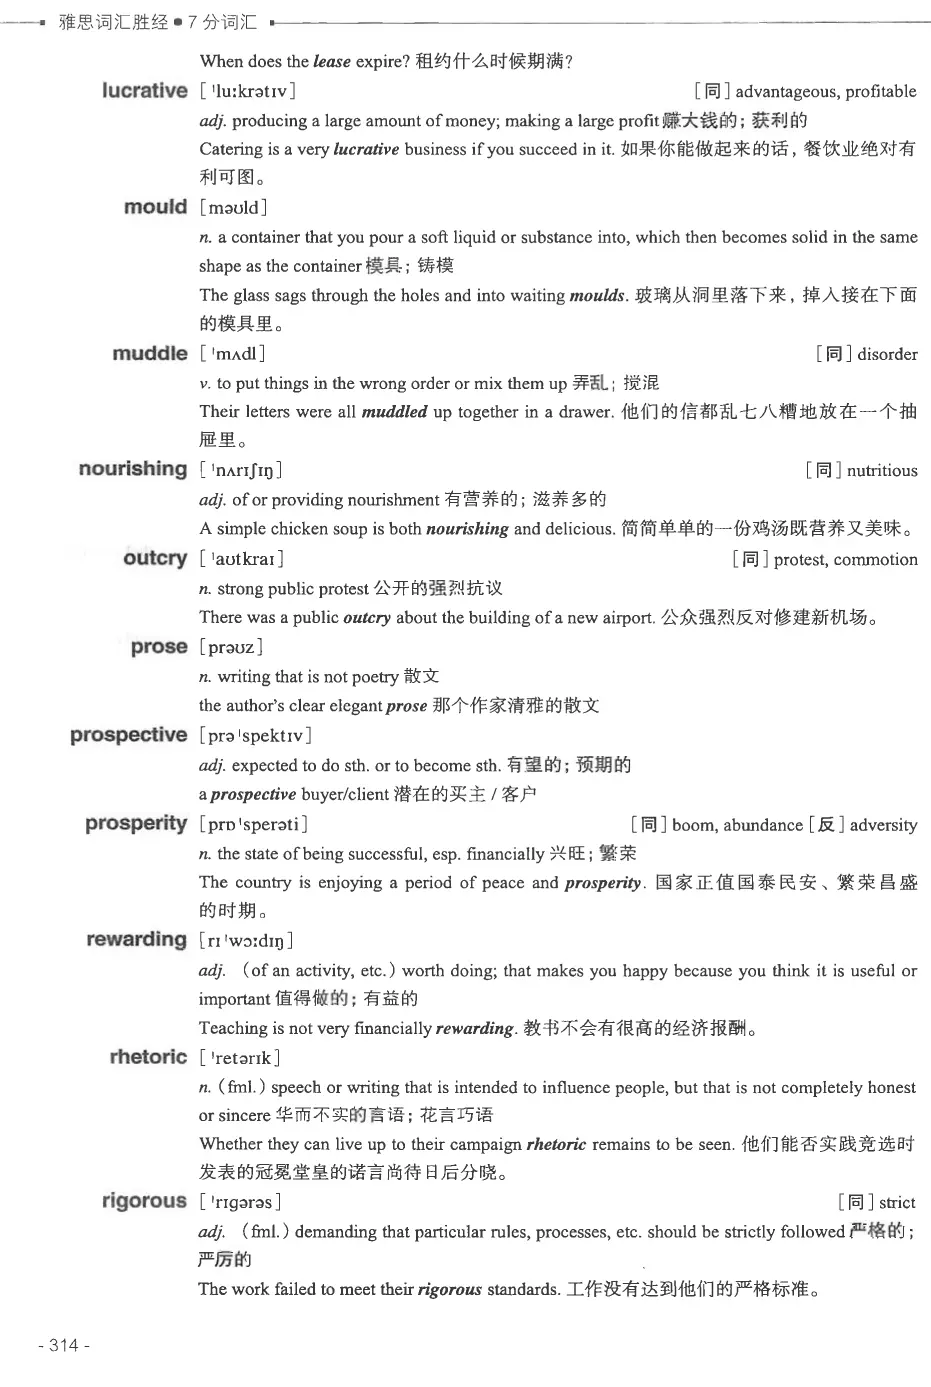 雅思词汇胜经●7分词汇
When does the lease expire? 租约什么时候期满?
lucrative [ˈluːkrətɪv] [同] advantageous, profitable
adj. producing a large amount of money; making a large profit 赚大钱的; 获利的
Catering is a very lucrative business if you succeed in it. 如果你能做起来的话, 餐饮业绝对有
利可图。
mould [məʊld]
n. a container that you pour a soft liquid or substance into, which then becomes solid in the same
shape as the container 模具; 铸模
The glass sags through the holes and into waiting moulds. 玻璃从洞里落下来, 掉入接在下面
的模具里。
muddle [ˈmʌdl] [同] disorder
v. to put things in the wrong order or mix them up 弄乱; 搅混
Their letters were all muddled up together in a drawer. 他们的信都乱七八糟地放在一个抽
屉里。
nourishing [ˈnʌrɪʃɪŋ] [同] nutritious
adj. of or providing nourishment 有营养的; 滋养多的
A simple chicken soup is both nourishing and delicious. 简简单单的一份鸡汤既营养又美味。
outcry [ˈaʊtkraɪ] [同] protest, commotion
n. strong public protest 公开的强烈抗议
There was a public outcry about the building of a new airport. 公众强烈反对修建新机场。
prose [prəʊz]
n. writing that is not poetry 散文
the author's clear elegant prose 那个作家清雅的散文
prospective [prəˈspektɪv]
adj. expected to do sth. or to become sth. 有望的; 预期的
a prospective buyer/client 潜在的买主 / 客户
prosperity [prɒˈsperəti] [同] boom, abundance [反] adversity
n. the state of being successful, esp. financially 兴旺; 繁荣
The country is enjoying a period of peace and prosperity. 国家正值国泰民安、繁荣昌盛
的时期。
rewarding [rɪˈwɔːdɪŋ]
adj. (of an activity, etc.) worth doing; that makes you happy because you think it is useful or
important 值得做的; 有益的
Teaching is not very financially rewarding. 教书不会有很高的经济报酬。
rhetoric [ˈretərɪk]
n. (fml.) speech or writing that is intended to influence people, but that is not completely honest
or sincere 华而不实的言语; 花言巧语
Whether they can live up to their campaign rhetoric remains to be seen. 他们能否实践竞选时
发表的冠冕堂皇的诺言尚待日后分晓。
rigorous [ˈrɪgərəs] [同] strict
adj. (fml.) demanding that particular rules, processes, etc. should be strictly followed 严格的;
严厉的
The work failed to meet their rigorous standards. 工作没有达到他们的严格标准。
- 314 -